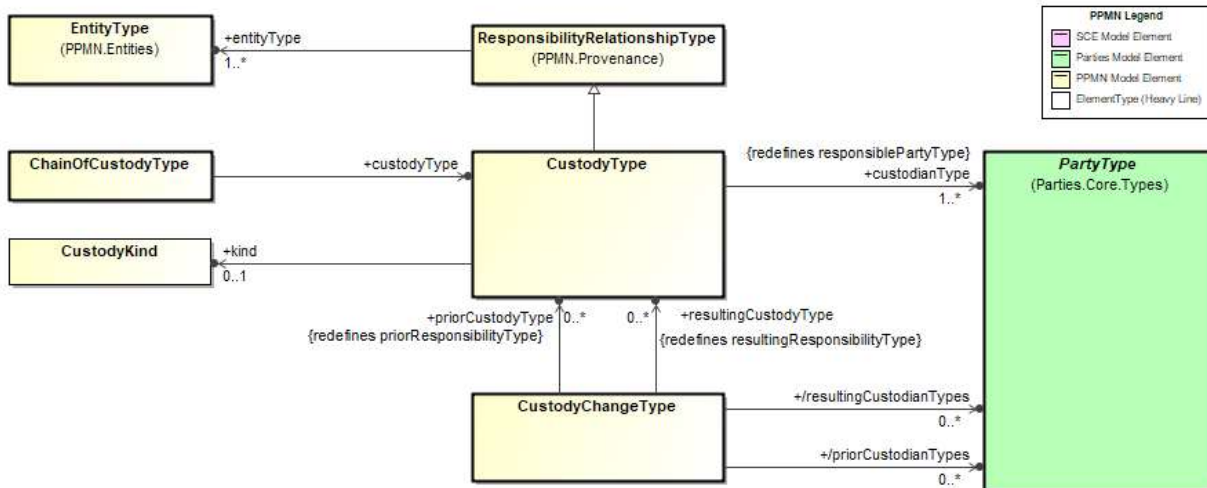 EntityType
(PPMN.Entities)
+entityType
1..*
ResponsibilityRelationshipType
(PPMN.Provenance)
PPMN Legend
SCE Model Element
Parties Model Element
PPMN Model Element
ElementType (Heavy Line)
ChainOfCustodyType
+custodyType
CustodyType
{redefines responsiblePartyType}
+custodianType
1..*
PartyType
(Parties.Core.Types)
CustodyKind
+kind
0..1
+priorCustodyType
0..*
{redefines priorResponsibilityType}
0..*
+resultingCustodyType
{redefines resultingResponsibilityType}
CustodyChangeType
+/resultingCustodianTypes
0..*
+/priorCustodianTypes
0..*